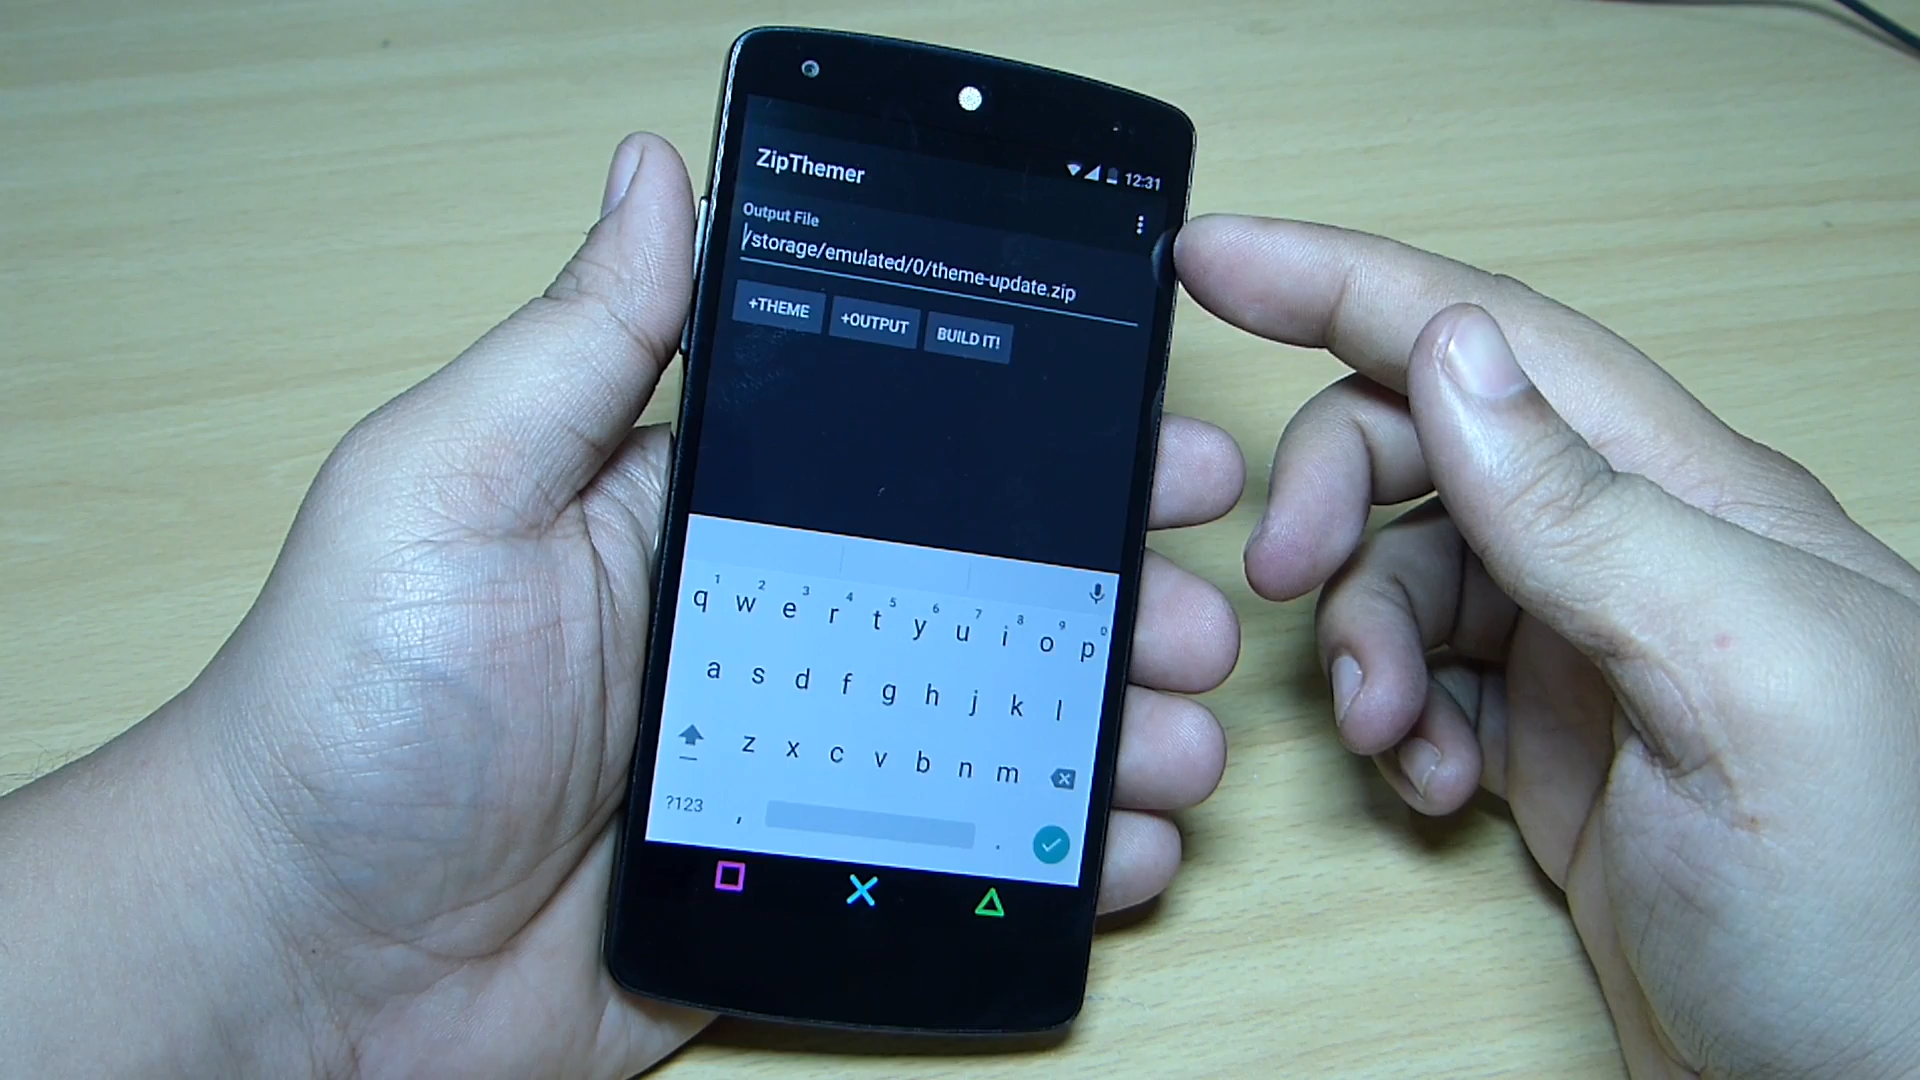 ZipThemer
12:31
Output File
/storage/emulated/0/theme-update.zip
+THEME +OUTPUT BUILD IT!
1 2 3 4 5 6 7 8 9 0
q w e r t y u i o p
a s d f g h j k l
z x c v b n m
?123 , .